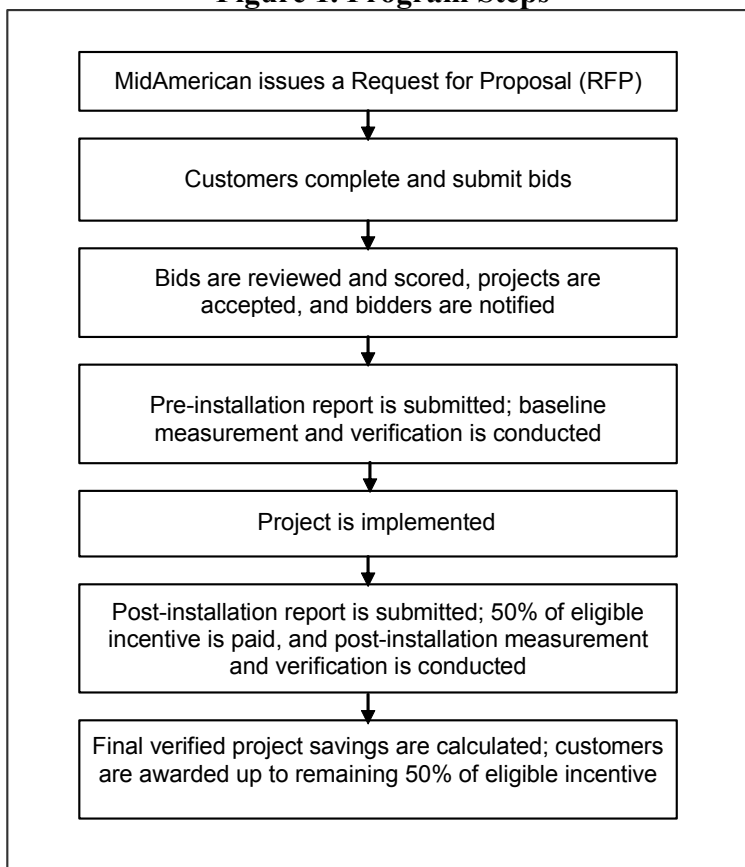 Figure 1. Program Steps
MidAmerican issues a Request for Proposal (RFP)
Customers complete and submit bids
Bids are reviewed and scored, projects are
accepted, and bidders are notified
Pre-installation report is submitted; baseline
measurement and verification is conducted
Project is implemented
Post-installation report is submitted; 50% of eligible
incentive is paid, and post-installation measurement
and verification is conducted
Final verified project savings are calculated; customers
are awarded up to remaining 50% of eligible incentive